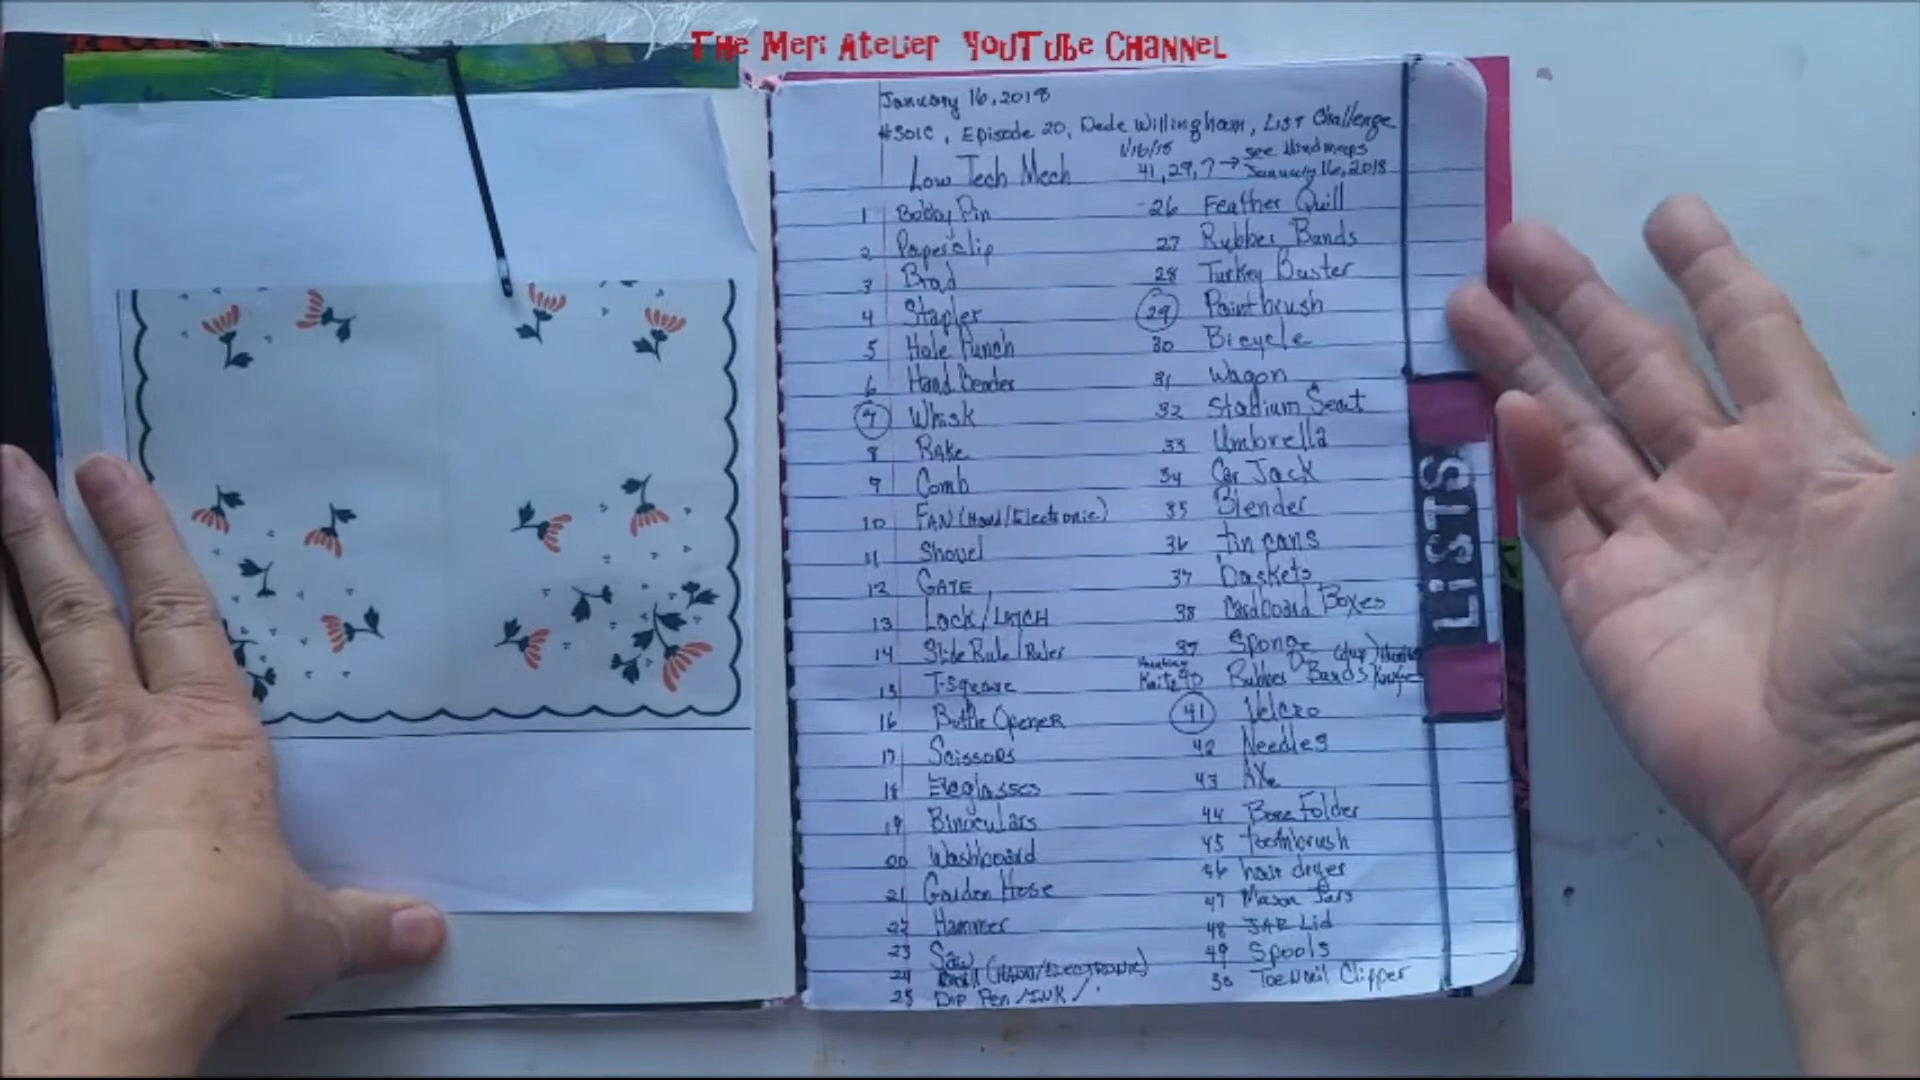 The Meri Atelier YouTube Channel
January 16, 2018
#SOIC, Episode 20, Dede Willingham, LIST Challenge
Low Tech Mech
1/16/18
41, 29, 7 → see Mindmaps
January 16, 2018
1 Bobby Pin
2 Paperclip
3 Brad
4 Stapler
5 Hole Punch
6 Hand Bender
7 Whisk
8 Rake
9 Comb
10 FAN (Hand/Electronic)
11 Shovel
12 GATE
13 Lock/LATCH
14 Slide Rule/Ruler
15 T-Square
16 Bottle Opener
17 Scissors
18 Eyeglasses
19 Binoculars
20 Washboard
21 Garden Hose
22 Hammer
23 Saw
24 Drill (HAND/ELECTRONIC)
25 Dip Pen/INK
26 Feather Quill
27 Rubber Bands
28 Turkey Baster
29 Paintbrush
30 Bicycle
31 Wagon
32 Stadium Seat
33 Umbrella
34 Car Jack
35 Blender
36 tin cans
37 baskets
38 Cardboard Boxes
39 Sponge
40 Rubber Bands
41 Velcro
42 Needles
43 AXe
44 Bone Folder
45 toothbrush
46 hair dryer
47 Mason Jars
48 JAR Lid
49 Spools
50 Toenail Clipper
LiSTS